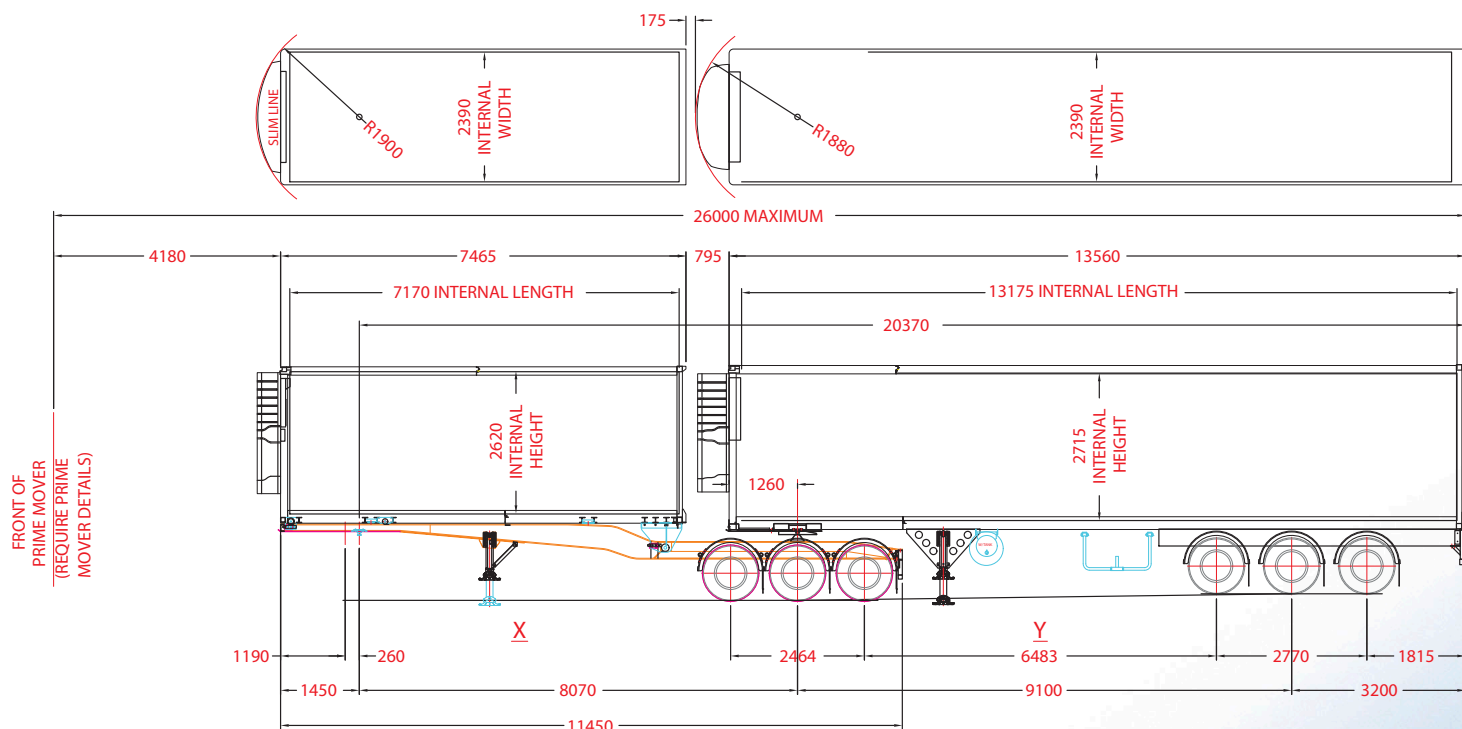 175
SLIM LINE
R1900
2390
INTERNAL
WIDTH
R1880
2390
INTERNAL
WIDTH
26000 MAXIMUM
4180
7465
795
13560
7170 INTERNAL LENGTH
13175 INTERNAL LENGTH
20370
FRONT OF
PRIME MOVER
(REQUIRE PRIME
MOVER DETAILS)
2620
INTERNAL
HEIGHT
1260
2715
INTERNAL
HEIGHT
X
Y
1190
260
2464
6483
2770
1815
1450
8070
9100
3200
11450